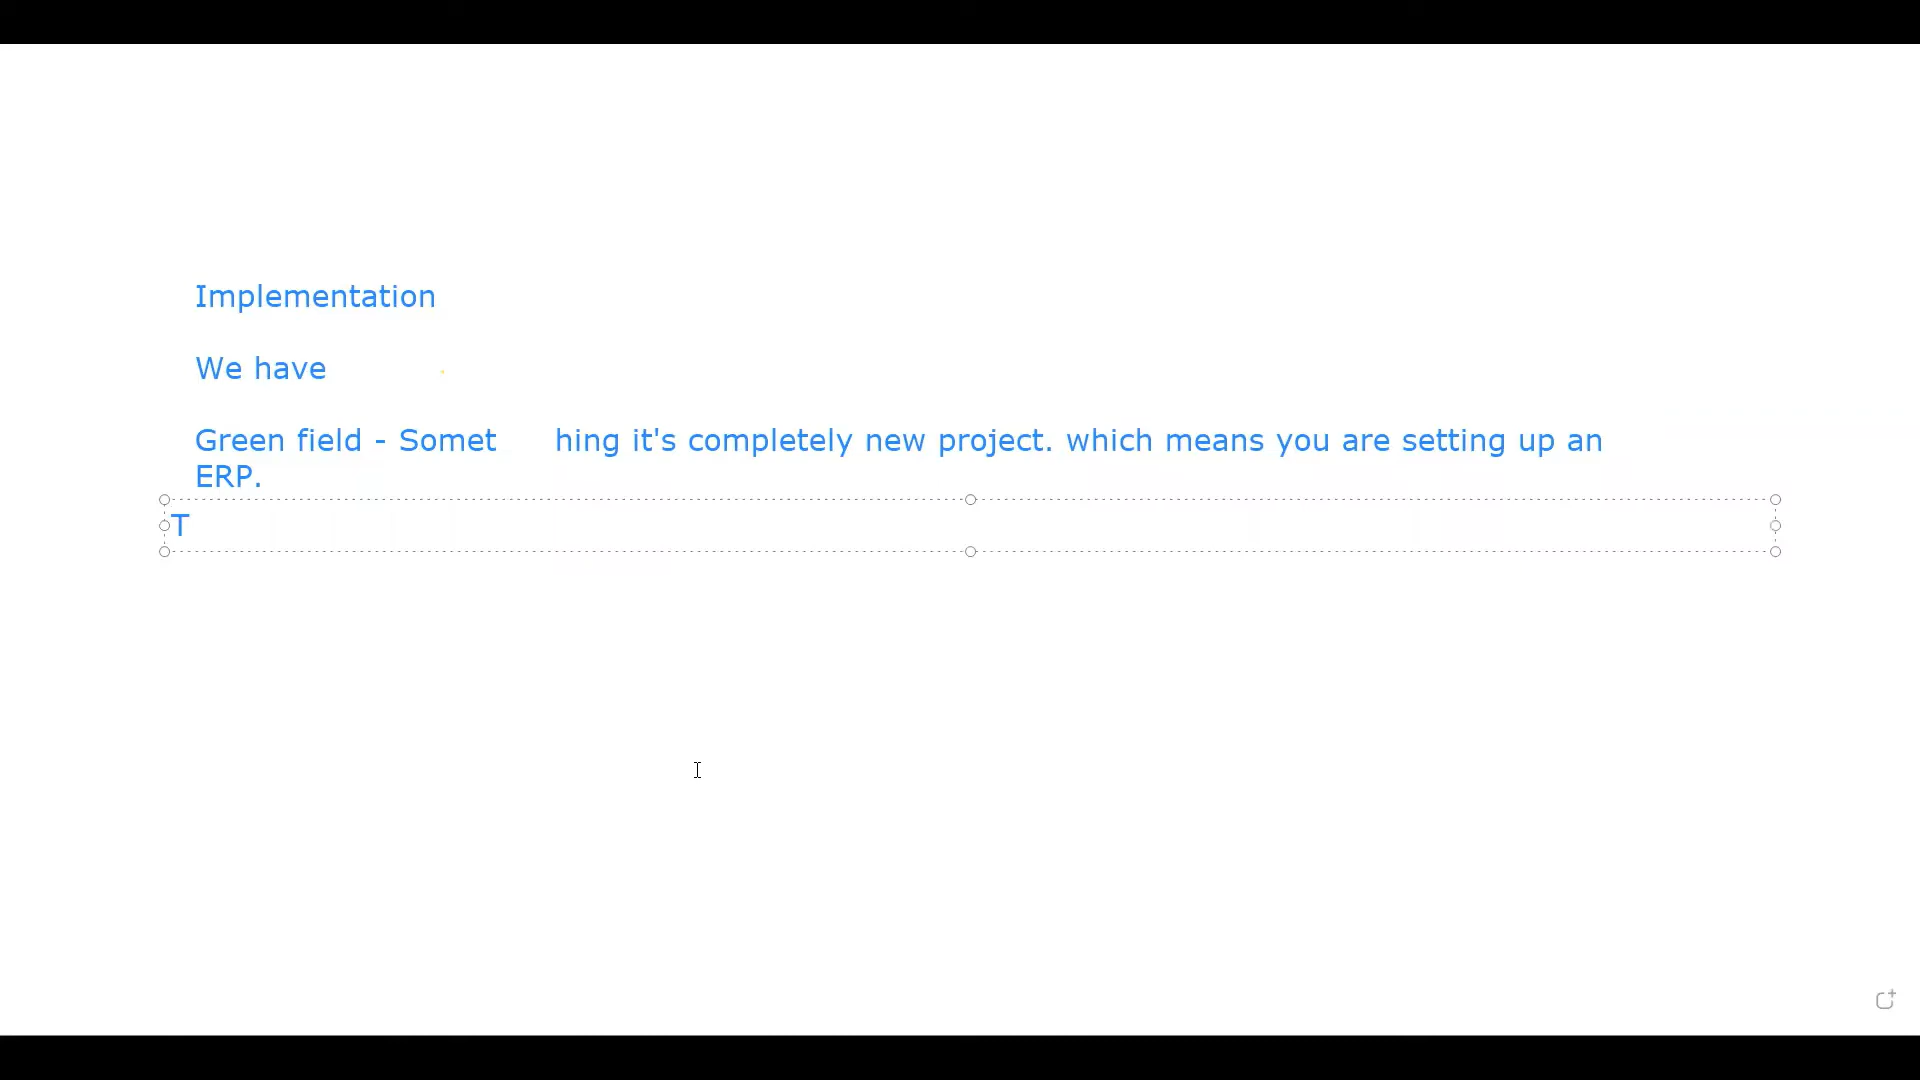 Implementation
We have
Green field - Somet hing it's completely new project. which means you are setting up an
ERP.
T